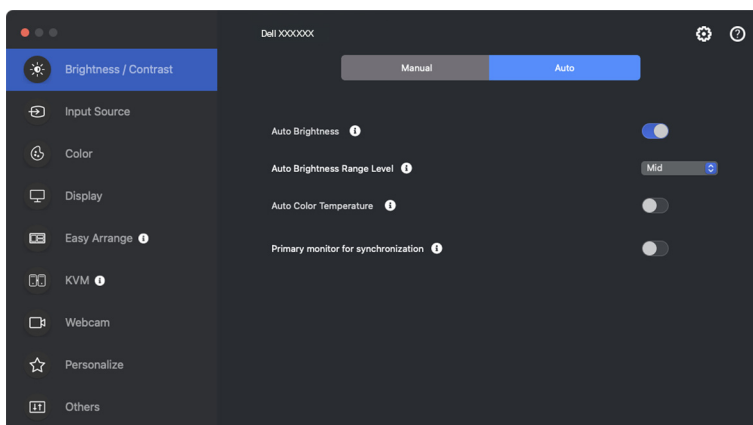 Dell XXXXXX
Brightness / Contrast
Input Source
Color
Display
Easy Arrange
KVM
Webcam
Personalize
Others
Manual
Auto
Auto Brightness
Auto Brightness Range Level
Mid
Auto Color Temperature
Primary monitor for synchronization